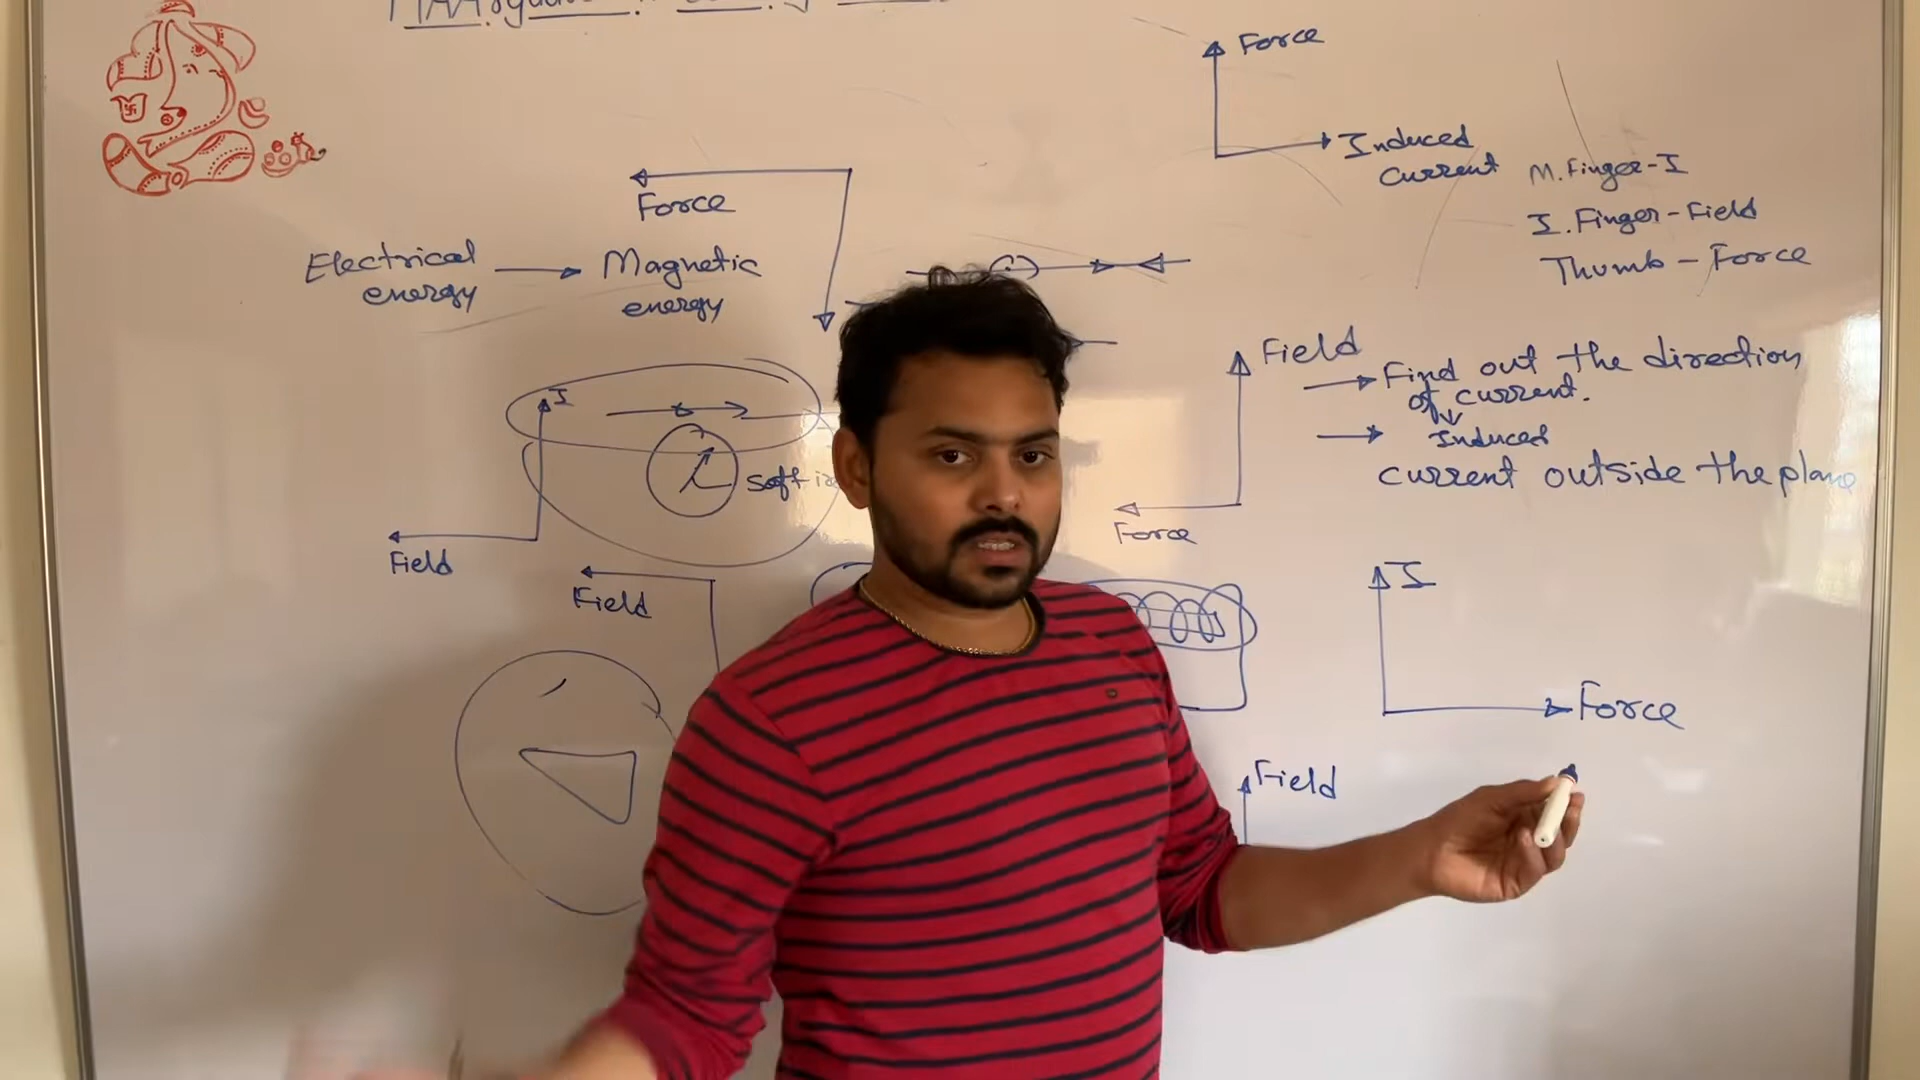 Force
Induced
current
M.Finger-I
I.Finger-Field
Thumb-Force
Force
Electrical
energy
Magnetic
energy
Field
Find out the direction
of current.
Induced
current outside the plane
Force
I
Soft
Field
Field
I
Force
Field